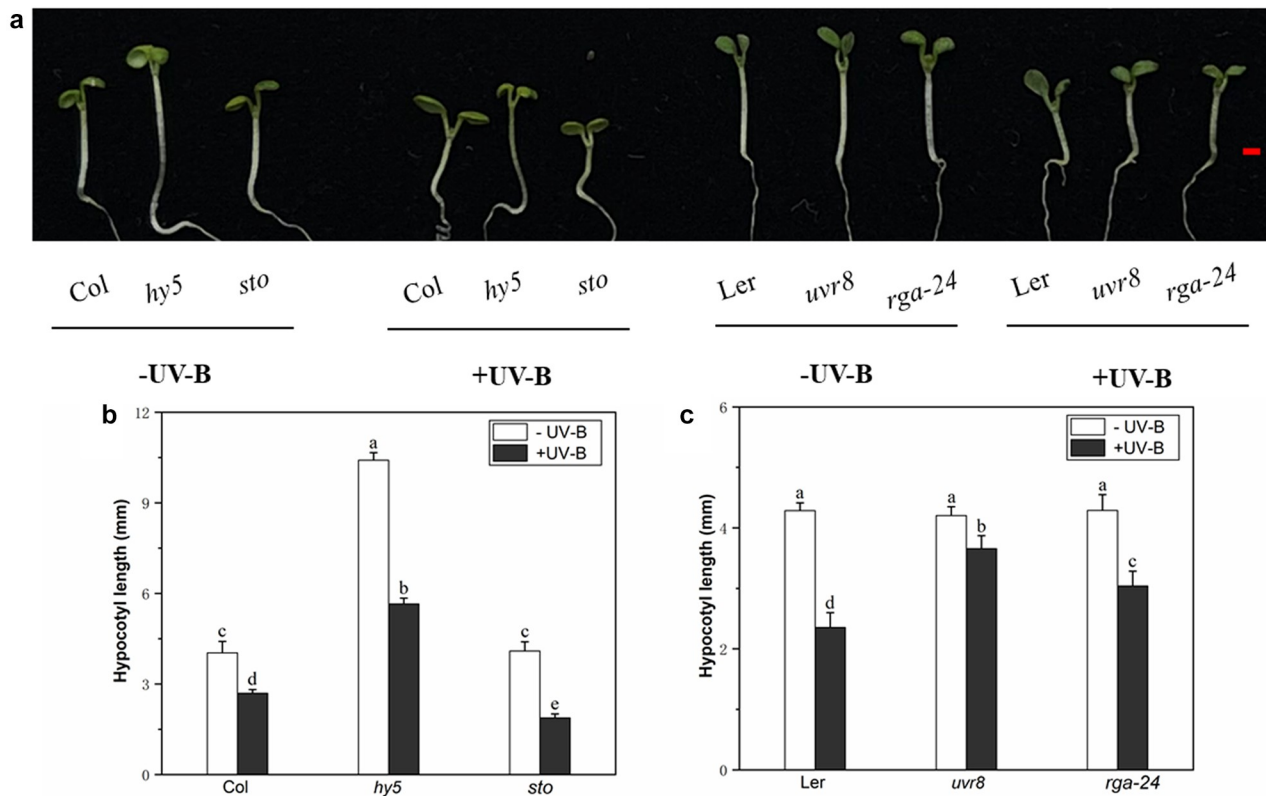 a
Col hy5 sto Col hy5 sto Ler uvr8 rga-24 Ler uvr8 rga-24
-UV-B +UV-B -UV-B +UV-B
b
12
9
6
3
0
Hypocotyl length (mm)
- UV-B
+UV-B
a
b
c
d
c
e
Col hy5 sto
c
6
4
2
0
Hypocotyl length (mm)
- UV-B
+UV-B
a
d
a
b
a
c
Ler uvr8 rga-24